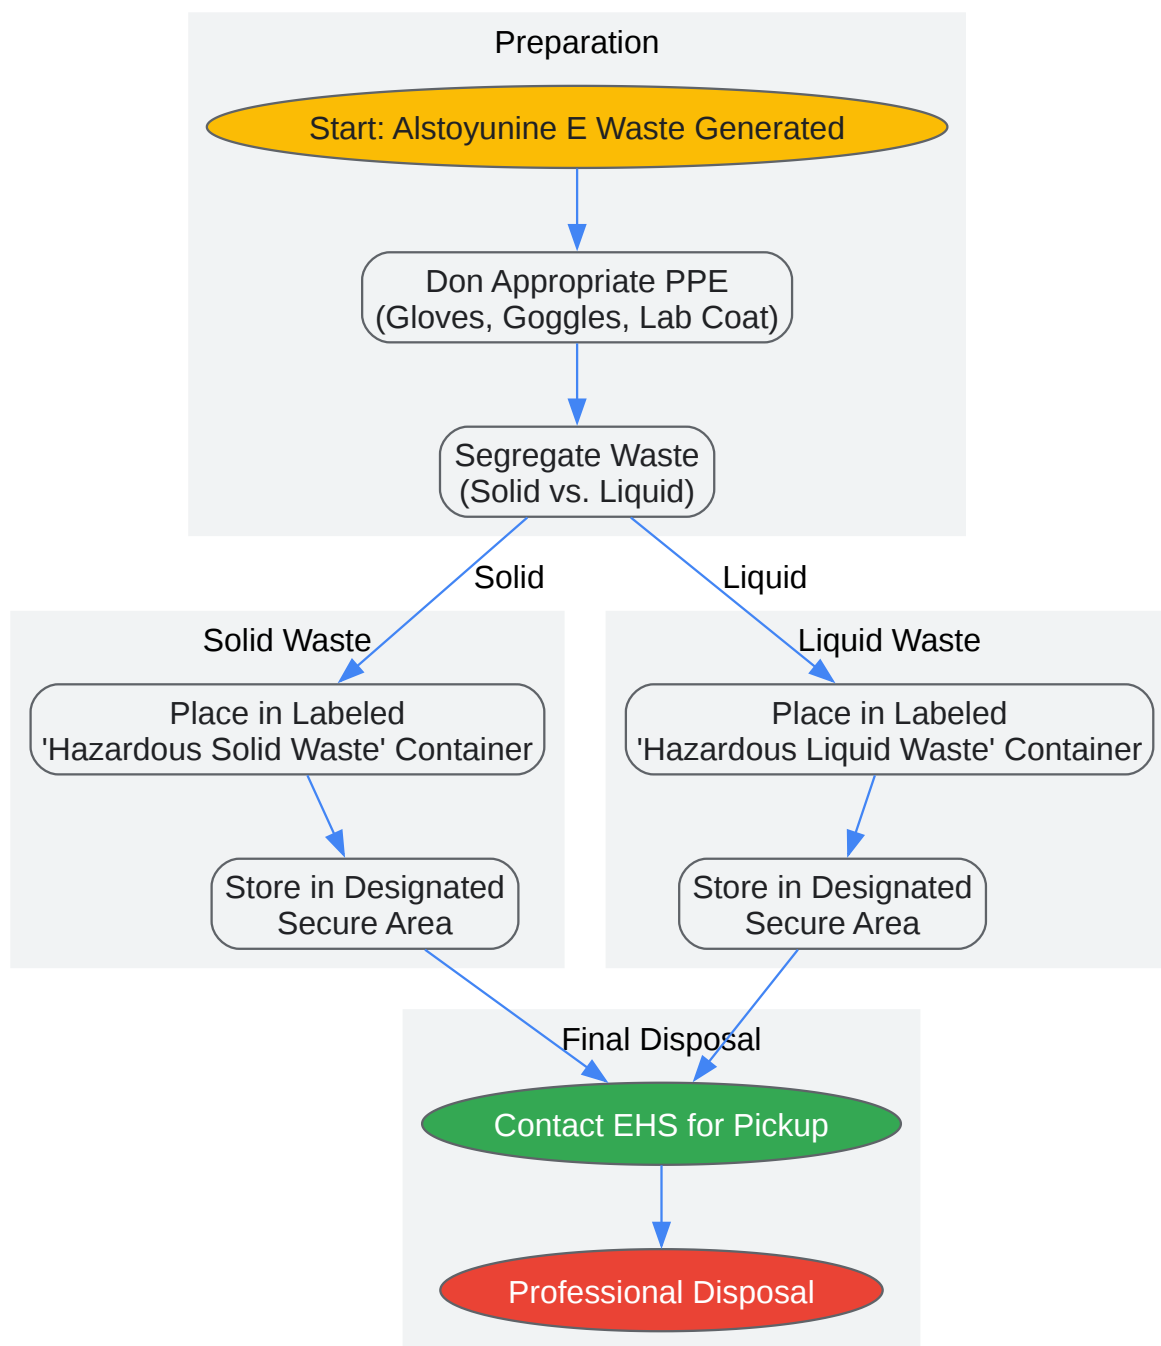 Preparation
Start: Alstoyunine E Waste Generated
Don Appropriate PPE
(Gloves, Goggles, Lab Coat)
Segregate Waste
(Solid vs. Liquid)
Solid
Liquid
Solid Waste
Place in Labeled
'Hazardous Solid Waste' Container
Store in Designated
Secure Area
Liquid Waste
Place in Labeled
'Hazardous Liquid Waste' Container
Store in Designated
Secure Area
Final Disposal
Contact EHS for Pickup
Professional Disposal